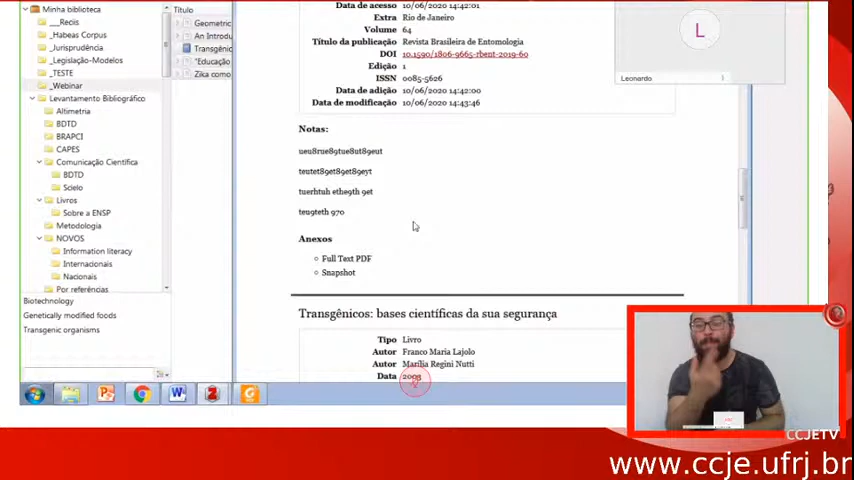 Minha biblioteca
__Reciis
_Habeas Corpus
_Jurisprudência
_Legislação-Modelos
_TESTE
_Webinar
Levantamento Bibliográfico
Altimetria
BDTD
BRAPCI
CAPES
Comunicação Científica
BDTD
Scielo
Livros
Sobre a ENSP
Metodologia
NOVOS
Information literacy
Internacionais
Nacionais
Por referências
Biotechnology
Genetically modified foods
Transgenic organisms
Título
Geometric
An Introdu
Transgênic
"Educação
Zika como
Data de acesso 10/06/2020 14:42:01
Extra Rio de Janeiro
Volume 64
Título da publicação Revista Brasileira de Entomologia
DOI 10.1590/1806-9665-rbent-2019-60
Edição 1
ISSN 0085-5626
Data de adição 10/06/2020 14:42:00
Data de modificação 10/06/2020 14:43:46
Notas:
ueu8rue89tue8ut89eut
teutet89et89et89eyt
tuerhtuh ethe9th 9et
teu9teth 970
Anexos
Full Text PDF
Snapshot
Transgênicos: bases científicas da sua segurança
Tipo Livro
Autor Franco Maria Lajolo
Autor Marília Regini Nutti
Data
L
Leonardo
CCJETV
www.ccje.ufrj.br